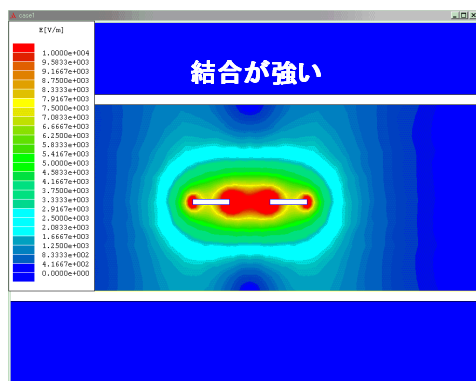 case1
E[V/m]
結合が強い
1.0000e+004
9.5833e+003
9.1667e+003
8.7500e+003
8.3333e+003
7.9167e+003
7.5000e+003
7.0833e+003
6.6667e+003
6.2500e+003
5.8333e+003
5.4167e+003
5.0000e+003
4.5833e+003
4.1667e+003
3.7500e+003
3.3333e+003
2.9167e+003
2.5000e+003
2.0833e+003
1.6667e+003
1.2500e+003
8.3333e+002
4.1667e+002
0.0000e+000